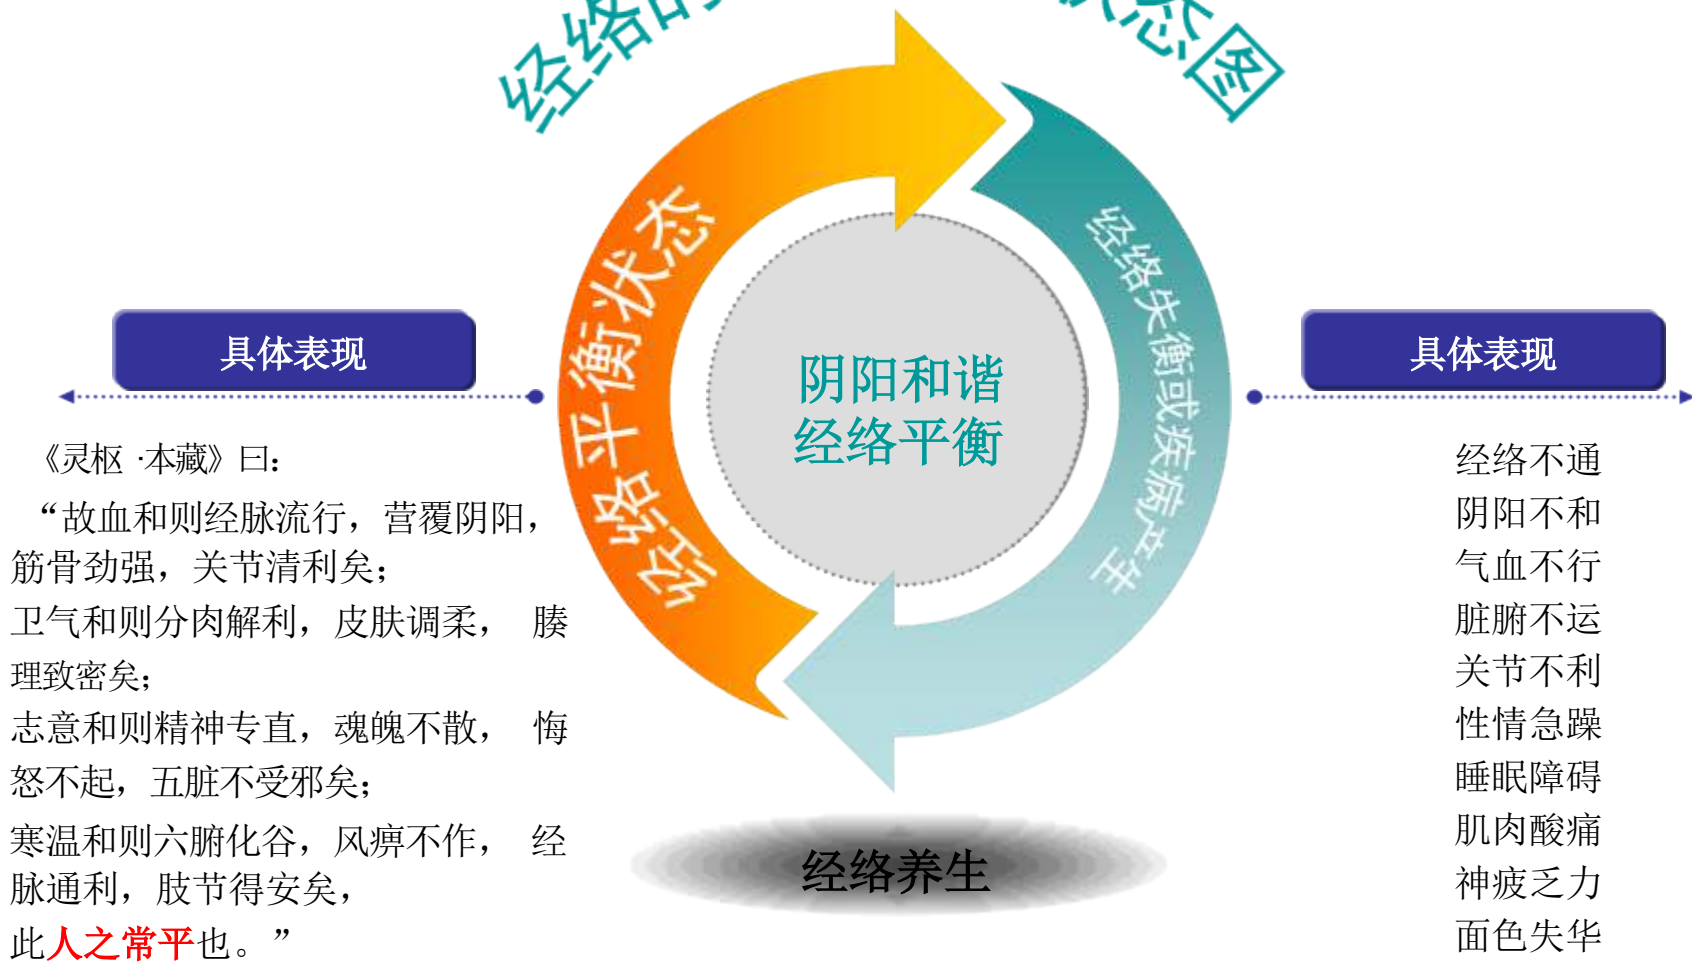 经络的
状态图
经络平衡状态
经络失衡或疾病产生
阴阳和谐
经络平衡
经络养生
具体表现
《灵枢 ·本藏》曰：
“故血和则经脉流行，营覆阴阳，
筋骨劲强，关节清利矣；
卫气和则分肉解利，皮肤调柔， 腠
理致密矣；
志意和则精神专直，魂魄不散， 悔
怒不起，五脏不受邪矣；
寒温和则六腑化谷，风痹不作， 经
脉通利，肢节得安矣，
此人之常平也。”
具体表现
经络不通
阴阳不和
气血不行
脏腑不运
关节不利
性情急躁
睡眠障碍
肌肉酸痛
神疲乏力
面色失华